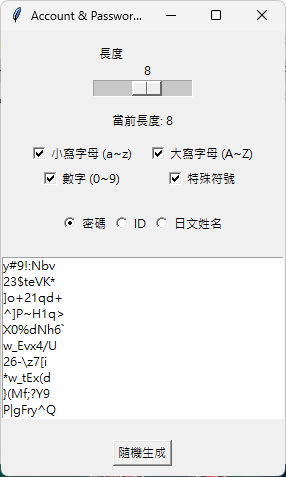 Account & Passwor...
長度
8
當前長度: 8
小寫字母 (a~z) 大寫字母 (A~Z)
數字 (0~9) 特殊符號
密碼 ID 日文姓名
y#9!:Nbv
23$teVK*
]o+21qd+
^]P~H1q>
X0%dNh6`
w_Evx4/U
26-\z7[i
*w_tEx(d
}(Mf;?Y9
P|gFry^Q
隨機生成